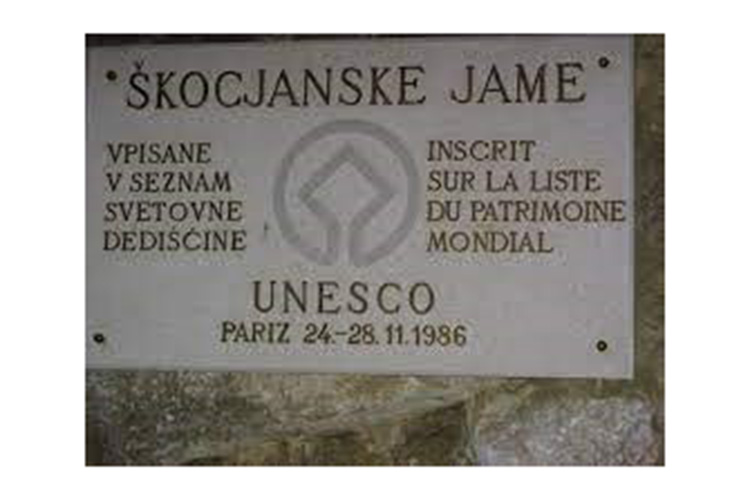 ŠKOCJANSKE JAME
VPISANE
V SEZNAM
SVETOVNE
DEDIŠČINE
INSCRIT
SUR LA LISTE
DU PATRIMOINE
MONDIAL
UNESCO
PARIZ 24.-28.11.1986